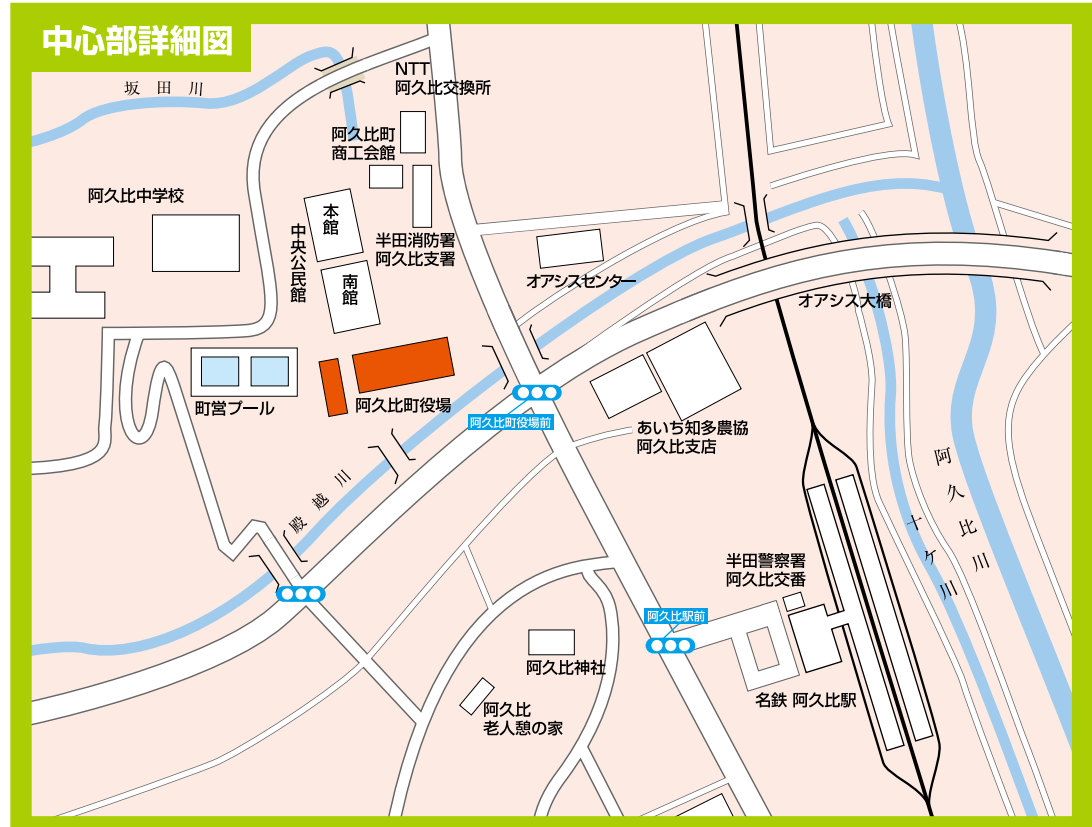 中心部詳細図
坂田川
NTT
阿久比交換所
阿久比町
商工会館
阿久比中学校
本館
中央公民館
半田消防署
阿久比支署
南館
オアシスセンター
オアシス大橋
町営プール
阿久比町役場
阿久比町役場前
あいち知多農協
阿久比支店
殿越川
阿久比川
十ケ川
半田警察署
阿久比交番
阿久比駅前
阿久比神社
名鉄 阿久比駅
阿久比
老人憩の家